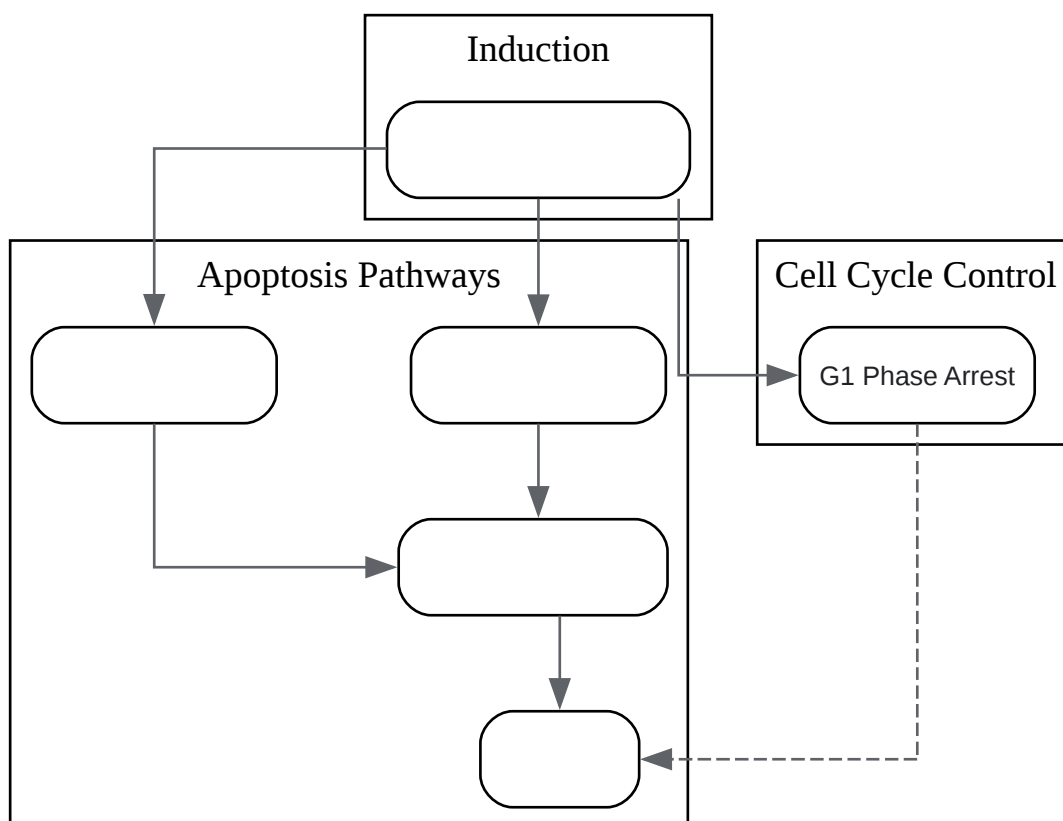 Induction
Apoptosis Pathways
Cell Cycle Control
G1 Phase Arrest